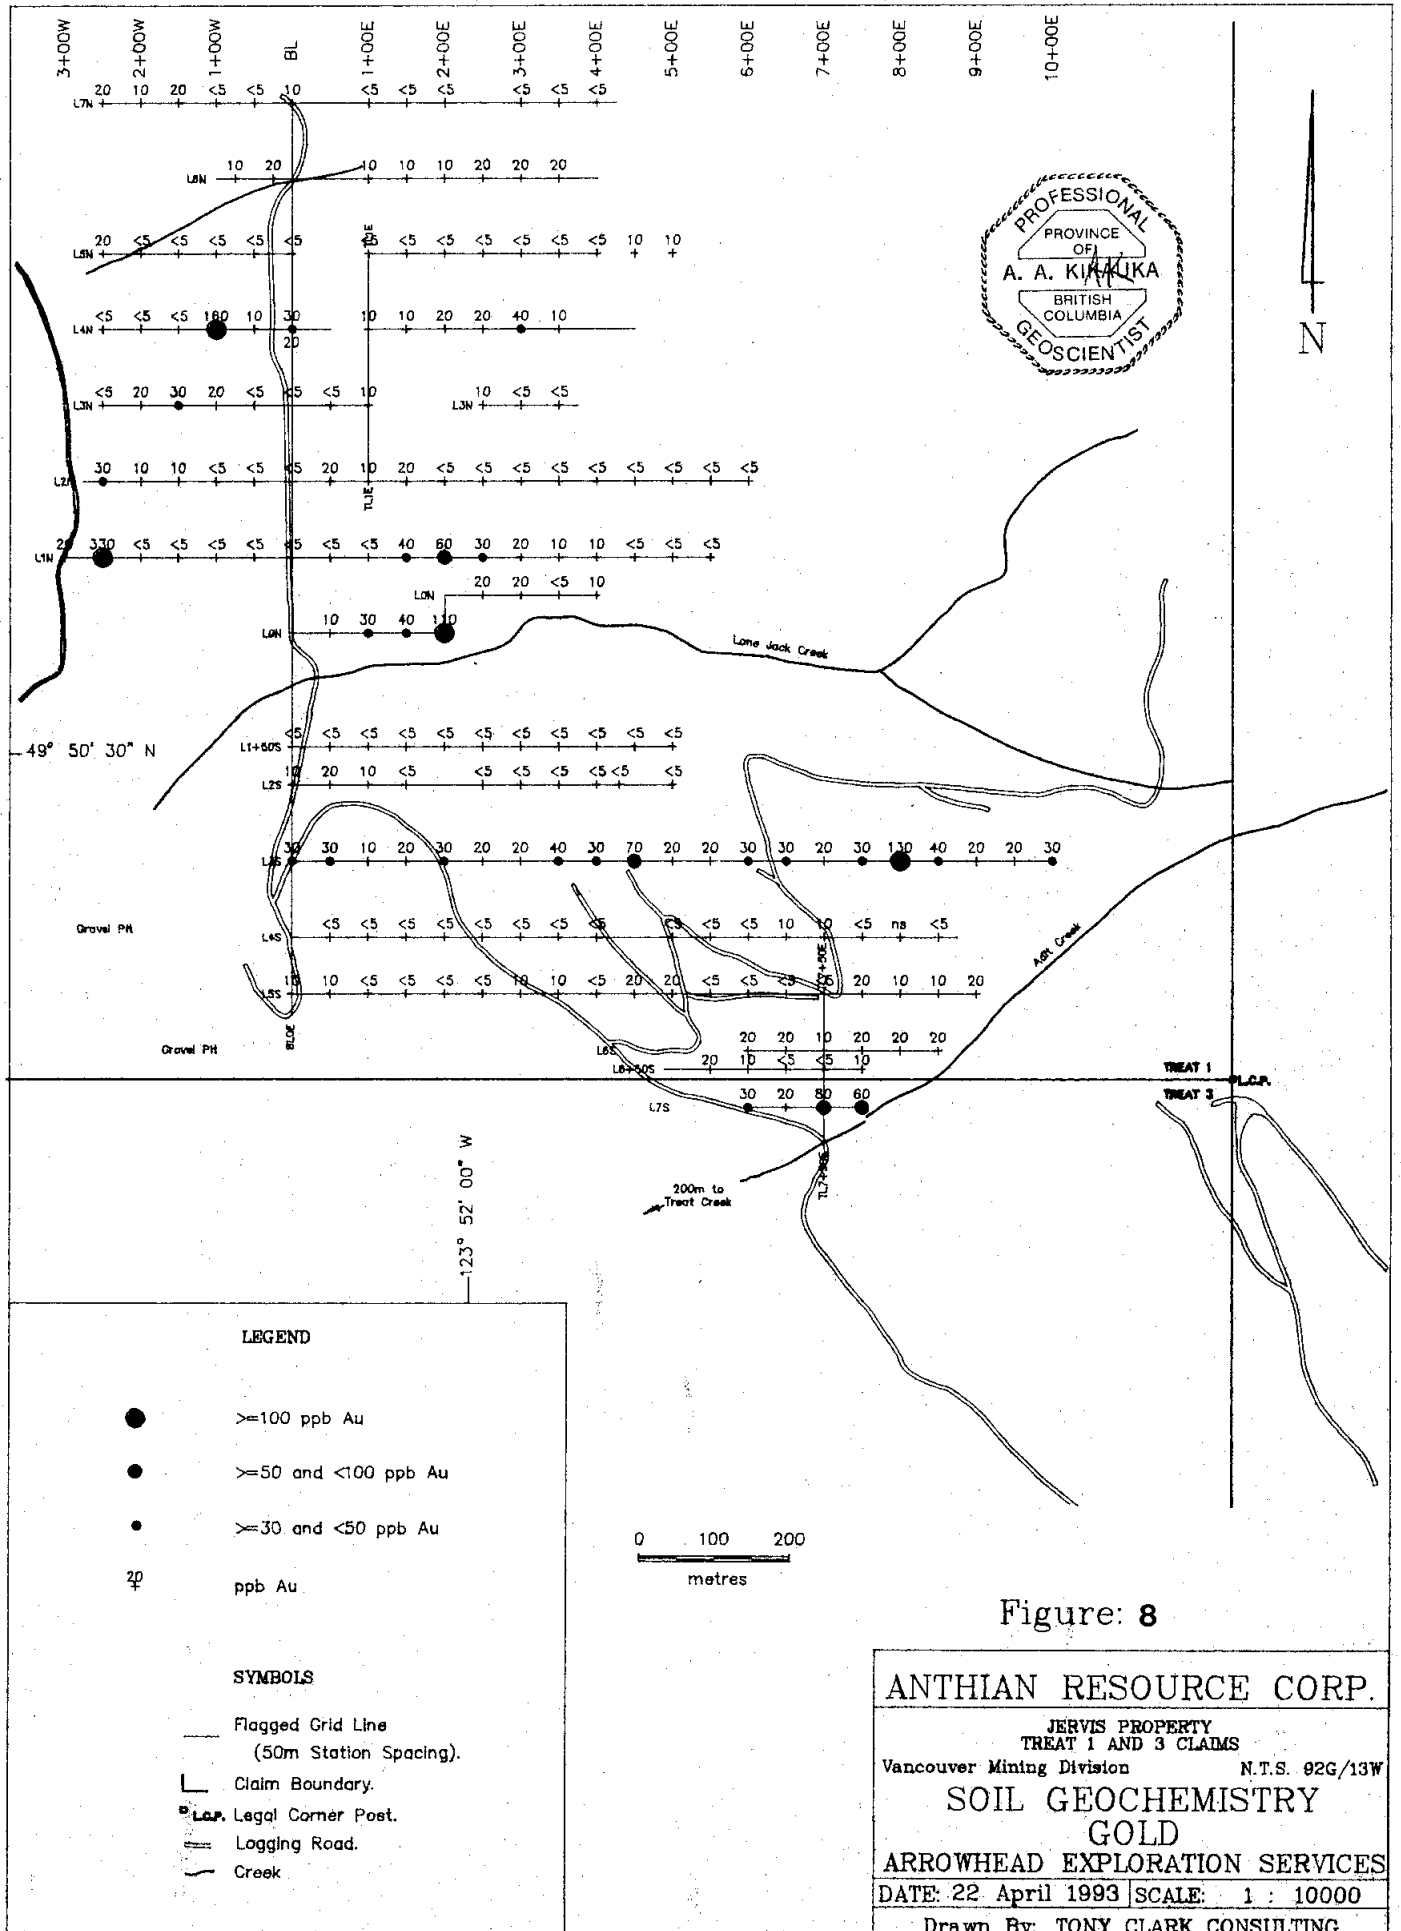 3+00W 2+00W 1+00W BL 1+00E 2+00E 3+00E 4+00E 5+00E 6+00E 7+00E 8+00E 9+00E 10+00E
L7N 20 10 20 <5 <5 10 <5 <5 <5 <5 <5 <5
L6N 10 20 10 10 10 20 20 20
L5N 20 <5 <5 <5 <5 <5 <5 <5 <5 <5 <5 <5 <5 10 10
L4N <5 <5 <5 160 10 30 10 10 20 20 40 10
20
L3N <5 20 30 20 <5 <5 <5 10 L3N 10 <5 <5
30 10 10 <5 <5 <5 20 10 20 <5 <5 <5 <5 <5 <5 <5 <5 <5
TL1E
L1N 20 330 <5 <5 <5 <5 <5 <5 <5 40 60 30 20 10 10 <5 <5 <5
L0N 20 20 <5 10
L0N 10 30 40 110
Lone Jack Creek
PROFESSIONAL
PROVINCE
OF
A. A. KIKAUKA
BRITISH
COLUMBIA
GEOSCIENTIST
N
49° 50' 30" N
L1+50S <5 <5 <5 <5 <5 <5 <5 <5 <5 <5 <5
L2S 10 20 10 <5 <5 <5 <5 <5 <5 <5
L3S 30 30 10 20 30 20 20 40 30 70 20 20 30 30 20 30 130 40 20 20 30
Gravel Pit
L4S <5 <5 <5 <5 <5 <5 <5 <5 <5 <5 <5 10 10 <5 ns <5
Adit Creek
L5S 10 10 <5 <5 <5 <5 10 10 <5 20 20 <5 <5 <5 <5 20 10 10 20
BL0E
Gravel Pit
L6S 20 20 10 20 20 20
L6+50S 20 10 <5 <5 10
TREAT 1
L.C.P.
TREAT 3
L7S 30 20 80 60
TL7+50E
123° 52' 00" W
200m to
Treat Creek
LEGEND
>=100 ppb Au
>=50 and <100 ppb Au
>=30 and <50 ppb Au
20 ppb Au
0 100 200
metres
SYMBOLS
Flagged Grid Line
(50m Station Spacing).
Claim Boundary.
L.C.P. Legal Corner Post.
Logging Road.
Creek
Figure: 8
ANTHIAN RESOURCE CORP.
JERVIS PROPERTY
TREAT 1 AND 3 CLAIMS
Vancouver Mining Division N.T.S. 92G/13W
SOIL GEOCHEMISTRY
GOLD
ARROWHEAD EXPLORATION SERVICES
DATE: 22 April 1993 SCALE: 1 : 10000
Drawn By: TONY CLARK CONSULTING